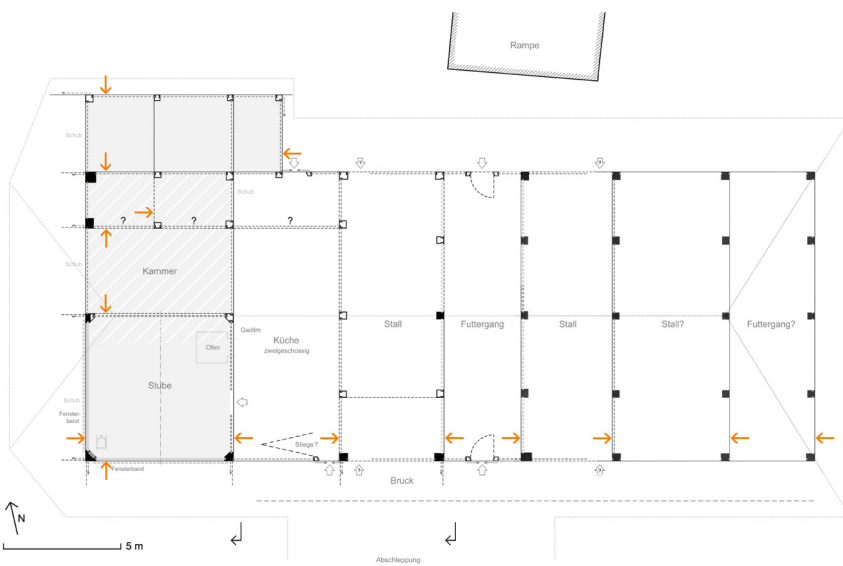 Rampe
Schub
?
?
Schub
?
?
?
Schub
Kammer
Gwölm
Ofen
Küche
zweigeschossig
Stall
Futtergang
Stall
Stall?
Futtergang?
Stube
Schub
Fenster-
band
Stiege?
Fensterband
?
Bruck
?
N
5 m
Abschleppung